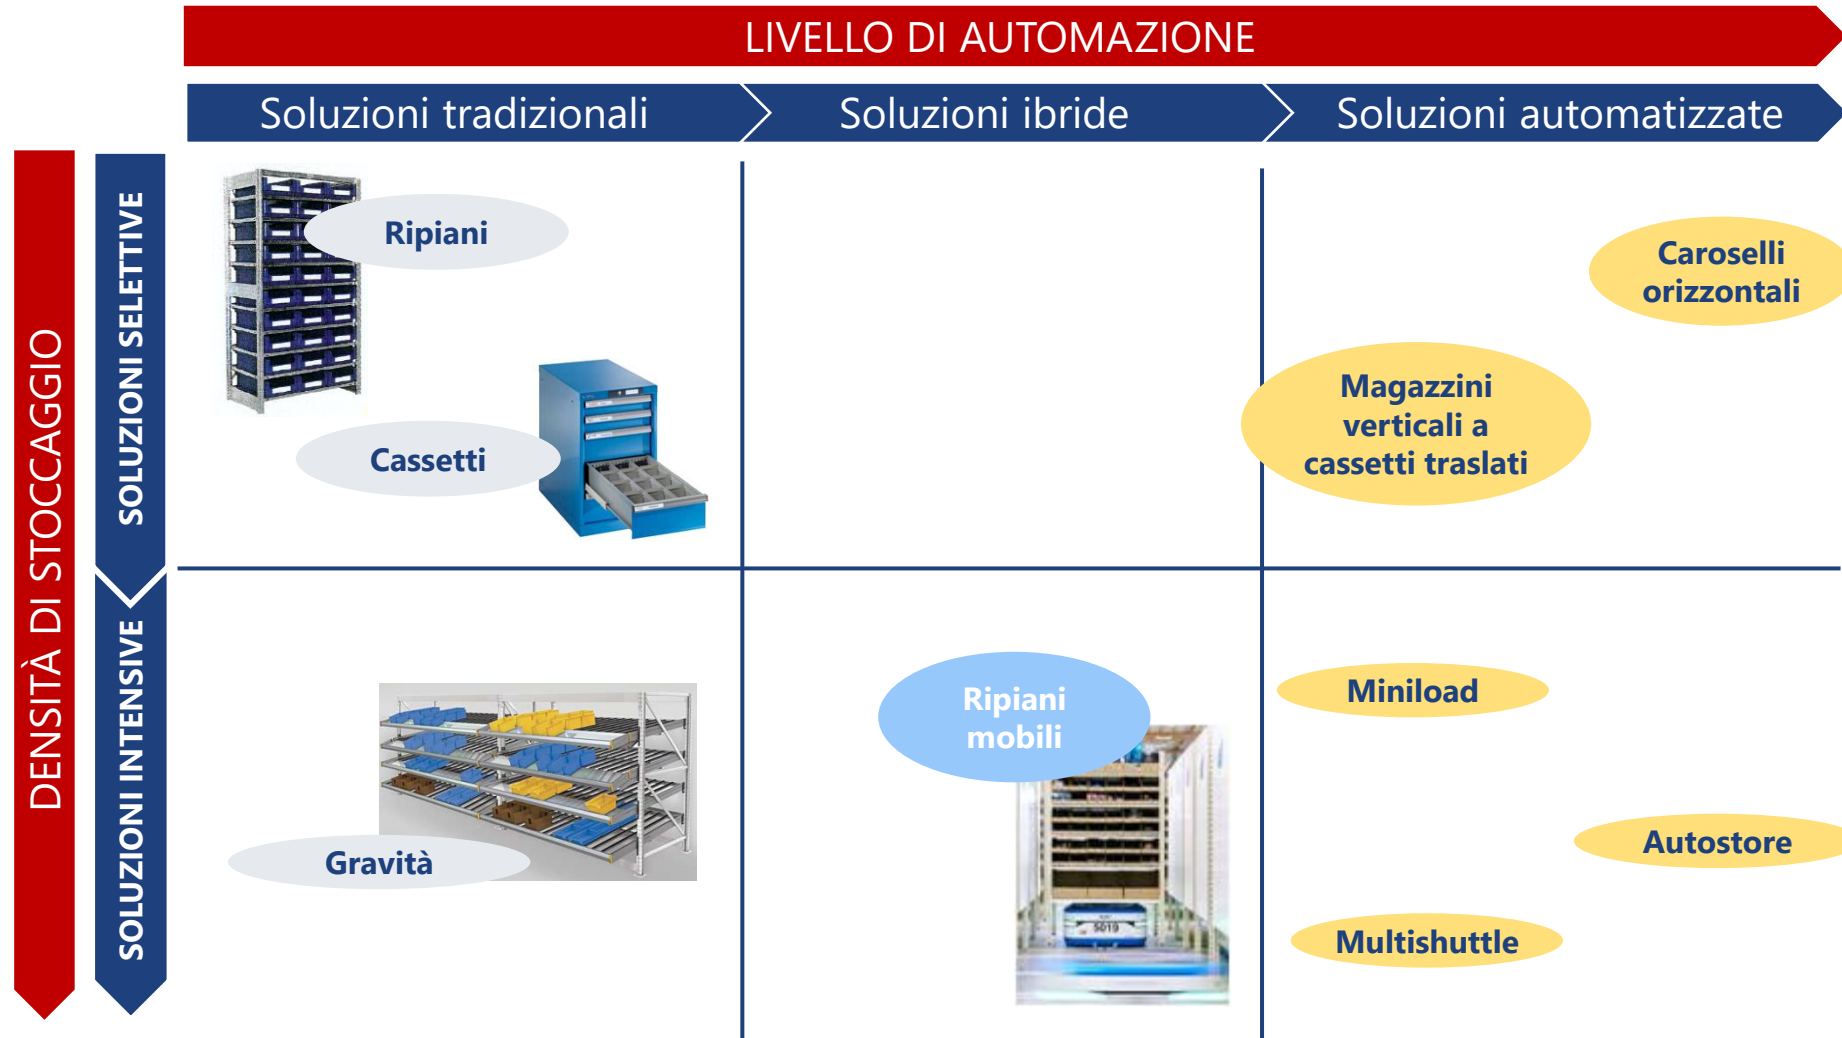 LIVELLO DI AUTOMAZIONE
Soluzioni tradizionali
Soluzioni ibride
Soluzioni automatizzate
DENSITÀ DI STOCCAGGIO
SOLUZIONI SELETTIVE
Ripiani
Cassetti
Caroselli
orizzontali
Magazzini
verticali a
cassetti traslati
SOLUZIONI INTENSIVE
Gravità
Ripiani
mobili
5019
Miniload
Autostore
Multishuttle